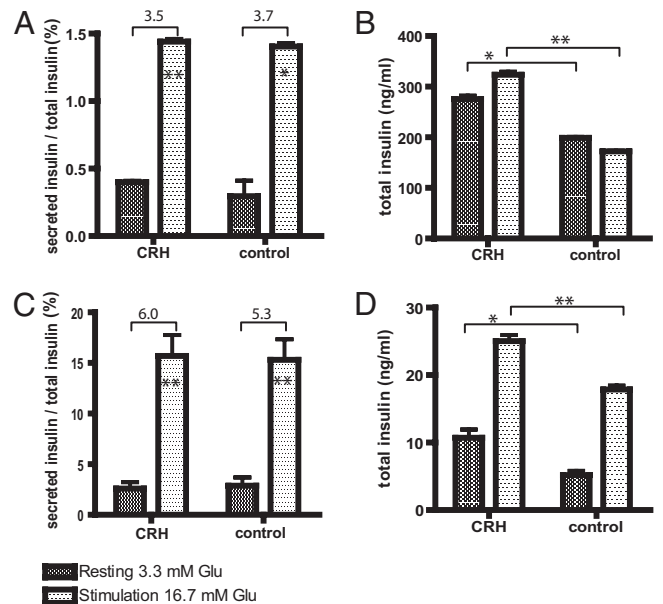 A
3.5
3.7
secreted insulin / total insulin(%)
1.5
1.0
0.5
0.0
**
*
CRH
control
B
total insulin (ng/ml)
400
300
200
100
0
*
**
CRH
control
C
6.0
5.3
secreted insulin / total insulin (%)
20
15
10
5
0
**
**
CRH
control
D
total insulin (ng/ml)
30
20
10
0
*
**
CRH
control
Resting 3.3 mM Glu
Stimulation 16.7 mM Glu